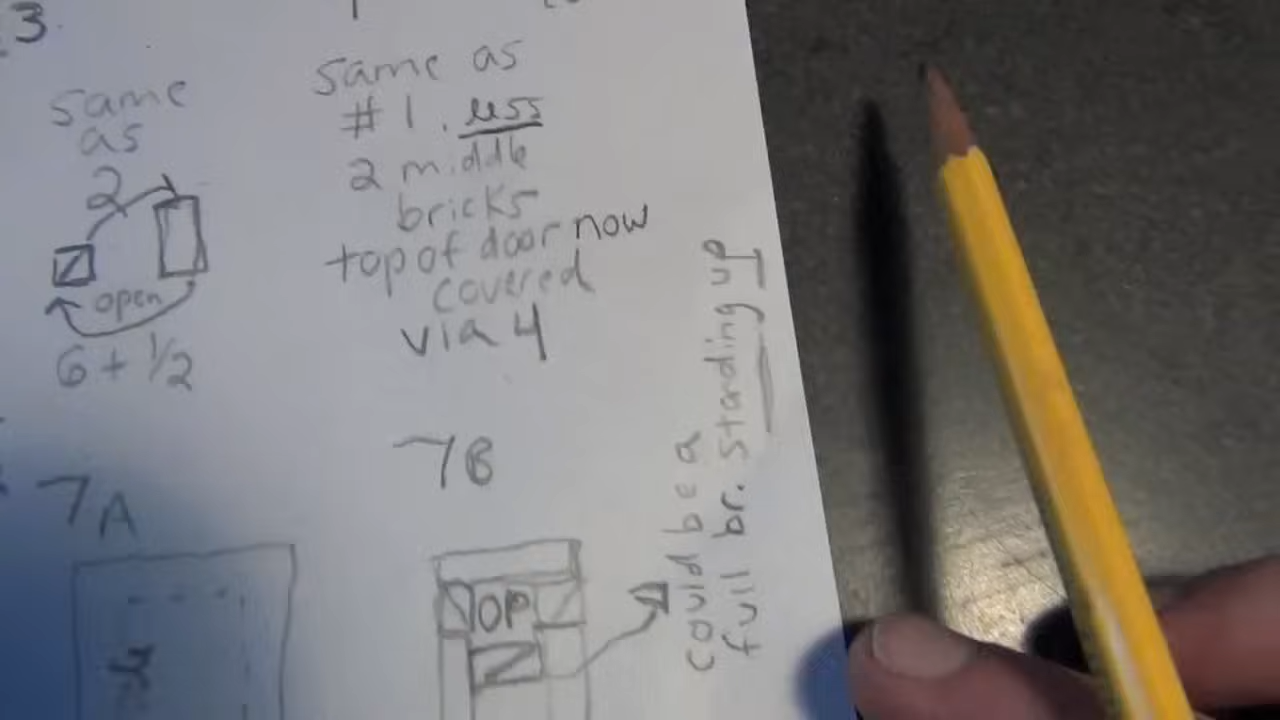 3.
same
as
2
open
6 + 1/2
same as
#1. less
2 middle
bricks
top of door now
covered
via 4
7A
7B
OP
could be a
full br. standing up